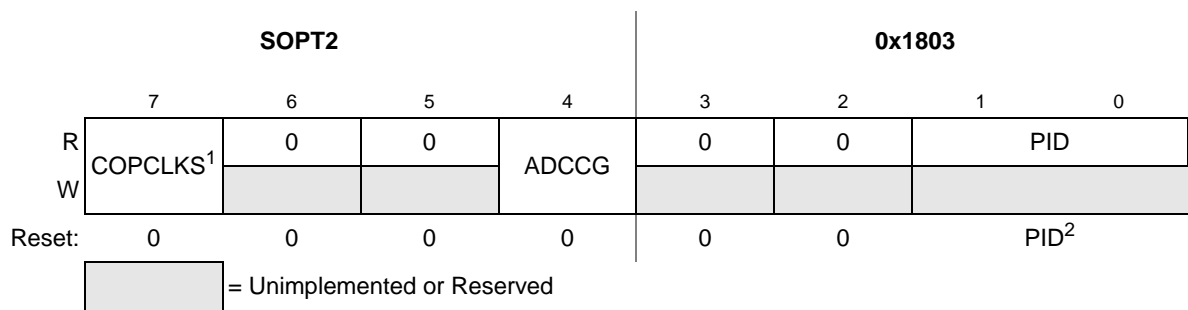 SOPT2 0x1803
7 6 5 4 3 2 1 0
R COPCLKS1 0 0 ADCCG 0 0 PID
W
Reset: 0 0 0 0 0 0 PID2
= Unimplemented or Reserved